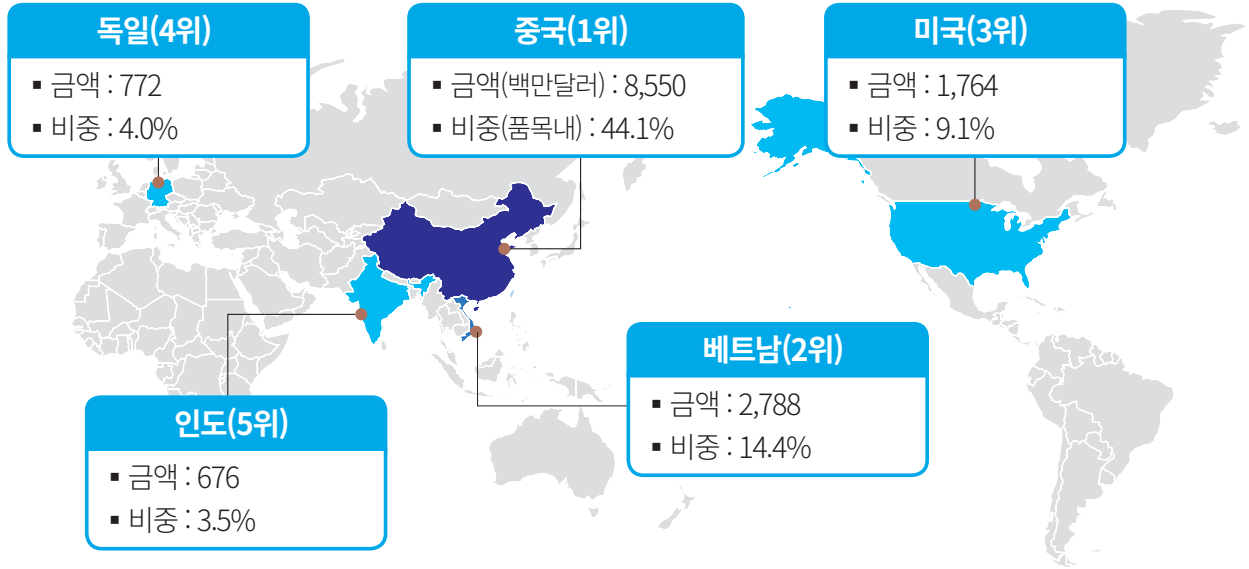 독일(4위)
▪ 금액 : 772
▪ 비중 : 4.0%
중국(1위)
▪ 금액(백만달러) : 8,550
▪ 비중(품목내) : 44.1%
미국(3위)
▪ 금액 : 1,764
▪ 비중 : 9.1%
베트남(2위)
▪ 금액 : 2,788
▪ 비중 : 14.4%
인도(5위)
▪ 금액 : 676
▪ 비중 : 3.5%